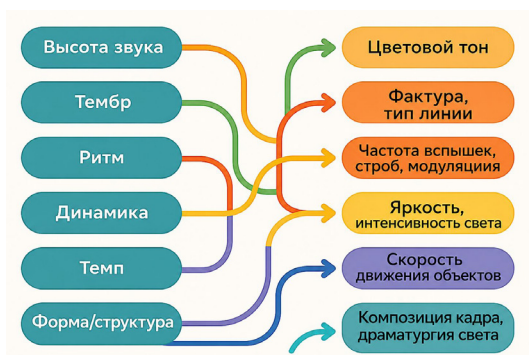 Высота звука
Тембр
Ритм
Динамика
Темп
Форма/структура
Цветовой тон
Фактура,
тип линии
Частота вспышек,
строб, модуляциия
Яркость,
интенсивность света
Скорость
движения объектов
Композиция кадра,
драматургия света